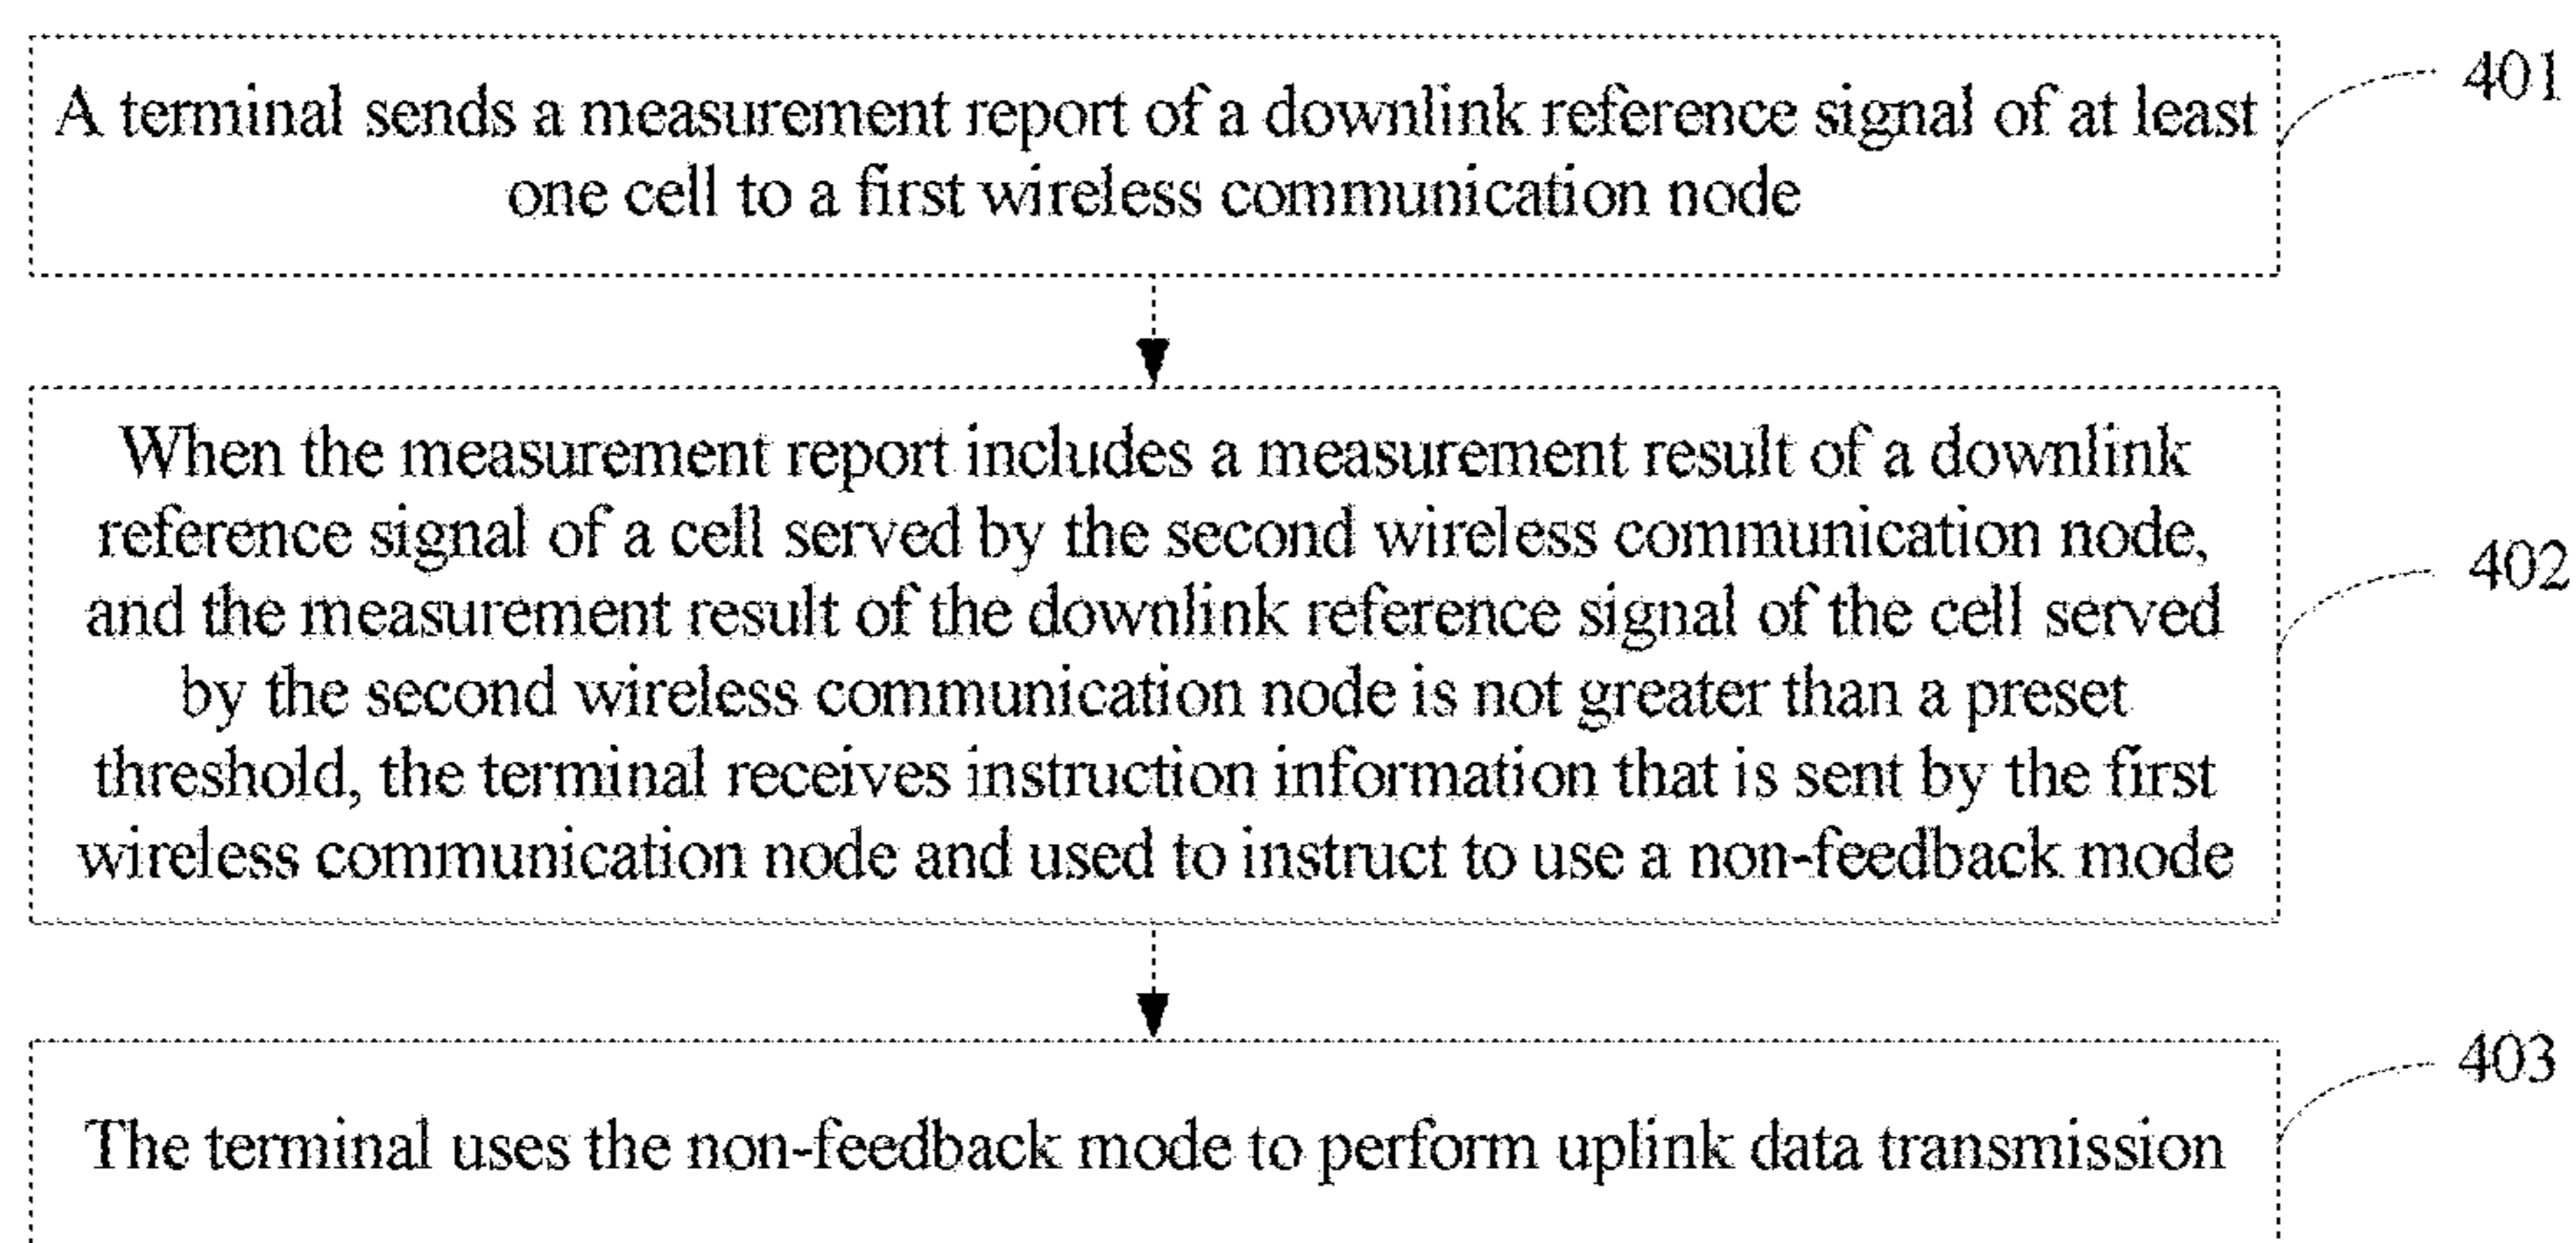 A terminal sends a measurement report of a downlink reference signal of at least
one cell to a first wireless communication node
401
When the measurement report includes a measurement result of a downlink
reference signal of a cell served by the second wireless communication node,
and the measurement result of the downlink reference signal of the cell served
by the second wireless communication node is not greater than a preset
threshold, the terminal receives instruction information that is sent by the first
wireless communication node and used to instruct to use a non-feedback mode
402
The terminal uses the non-feedback mode to perform uplink data transmission
403